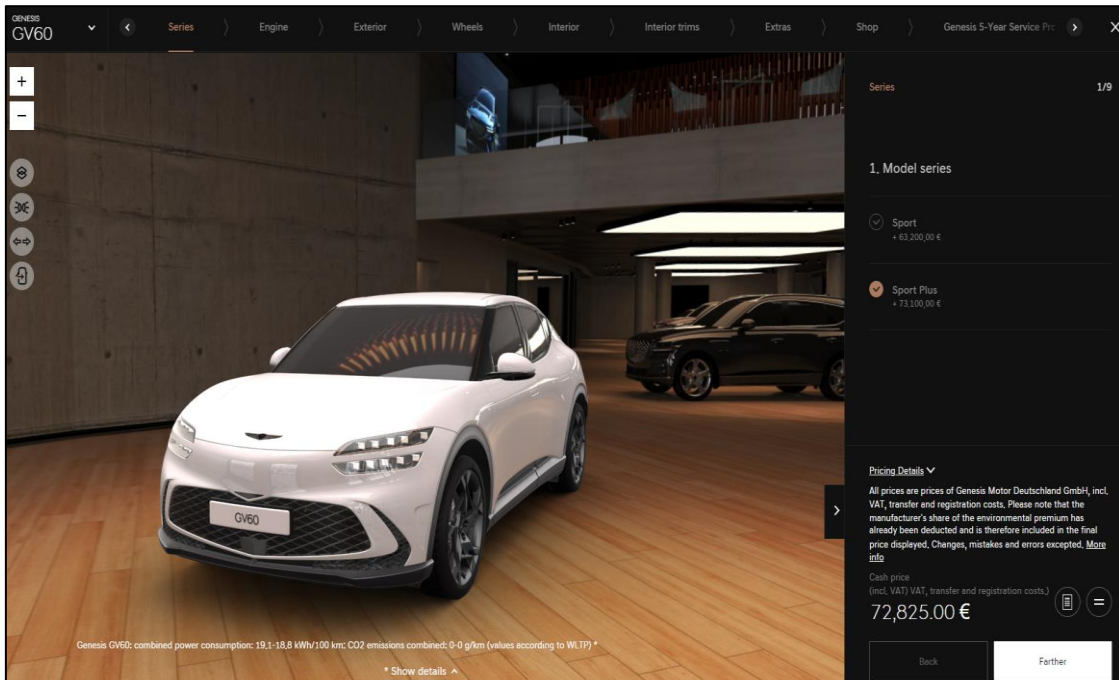 GENESIS
GV60
Series
Engine
Exterior
Wheels
Interior
Interior trims
Extras
Shop
Genesis 5-Year Service Prc
+
−
Series
1/9
1. Model series
Sport
+ 63,200,00 €
Sport Plus
+ 73,100,00 €
GV60
Pricing Details
All prices are prices of Genesis Motor Deutschland GmbH, incl.
VAT, transfer and registration costs. Please note that the
manufacturer's share of the environmental premium has
already been deducted and is therefore included in the final
price displayed. Changes, mistakes and errors excepted. More
info
Cash price
(incl. VAT) VAT, transfer and registration costs.)
72,825.00 €
Genesis GV60: combined power consumption: 19,1-18,8 kWh/100 km; CO2 emissions combined: 0-0 g/km (values according to WLTP) *
* Show details
Back
Farther